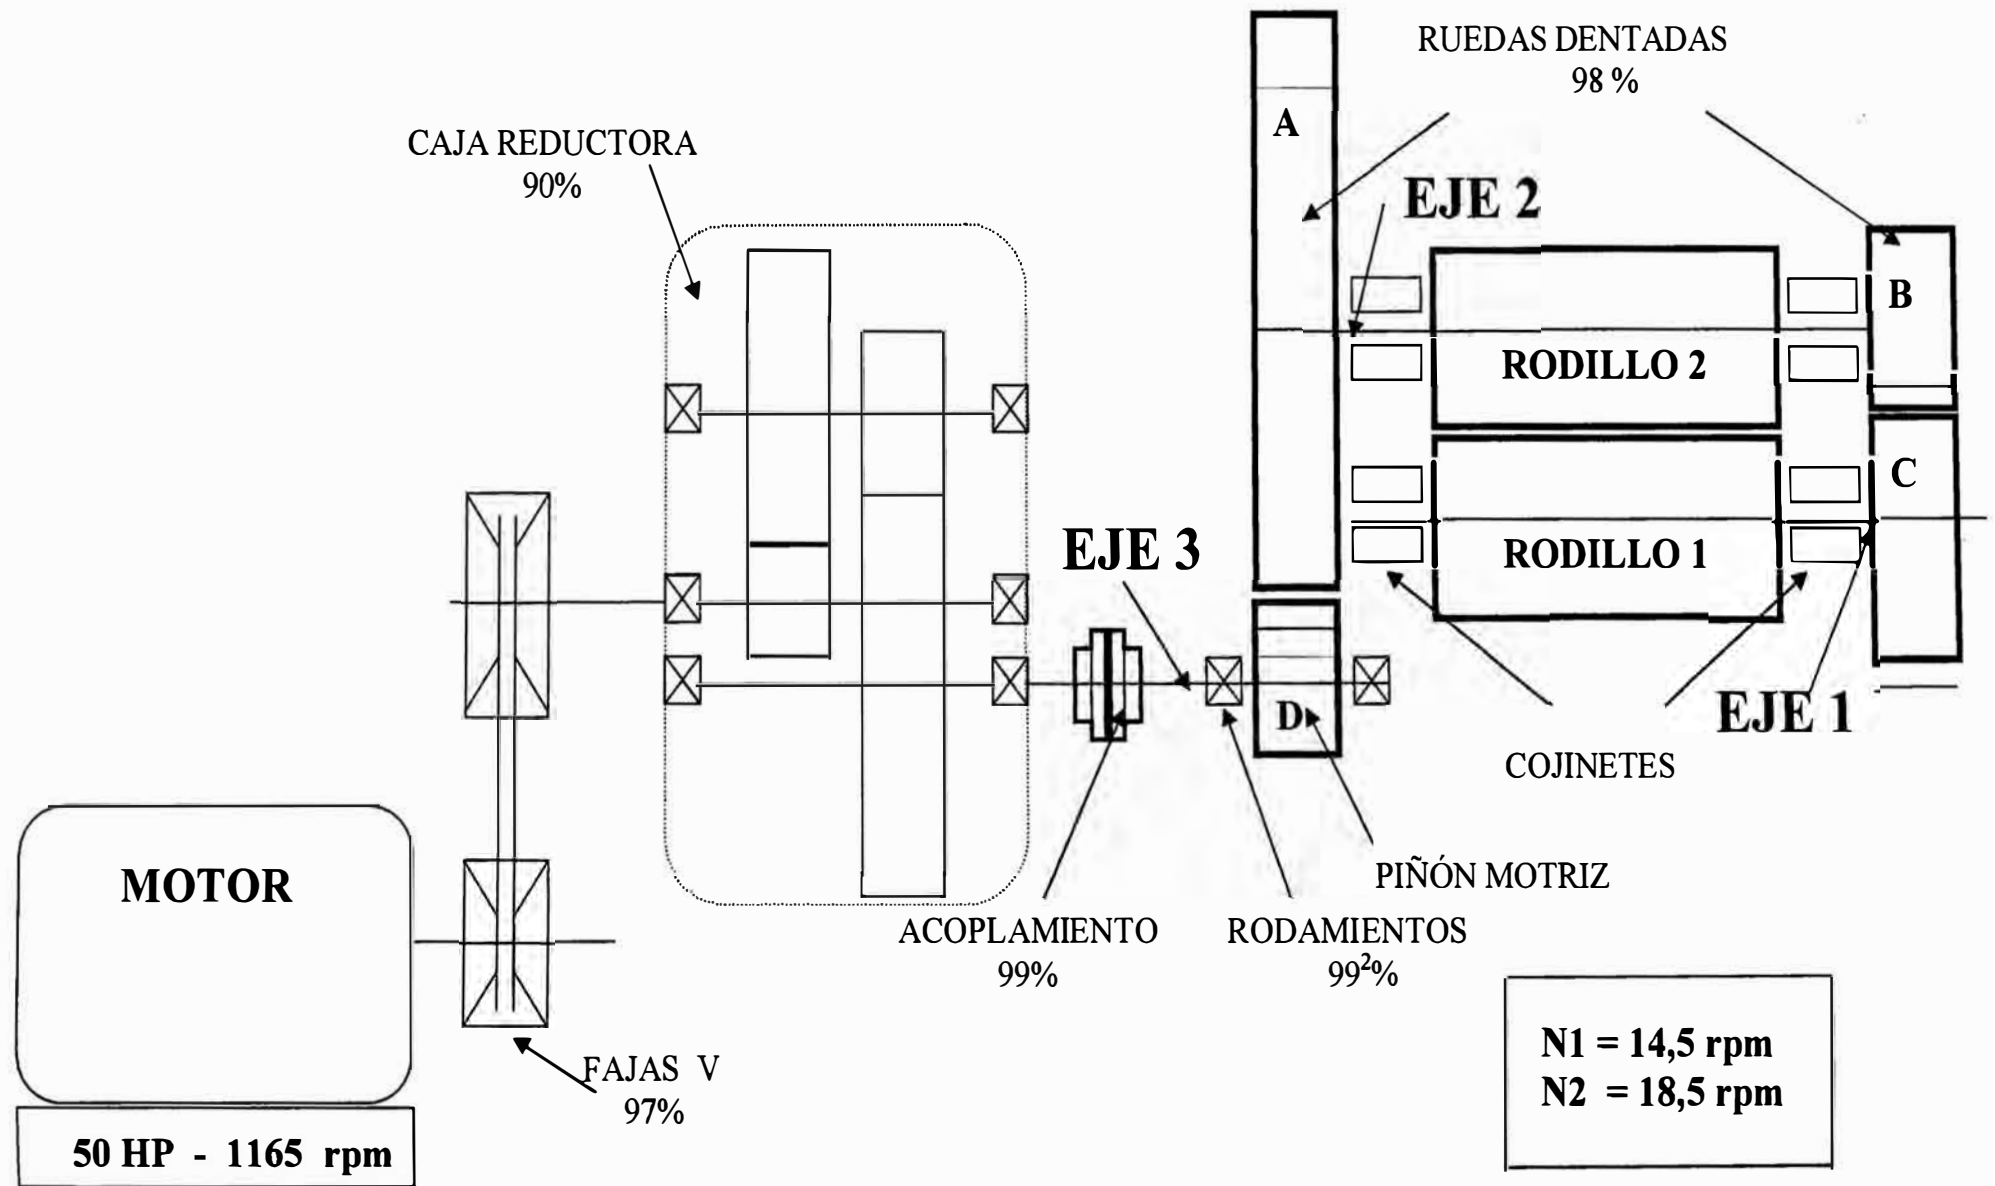 RUEDAS DENTADAS
98 %
A
CAJA REDUCTORA
90%
EJE 2
B
RODILLO 2
C
EJE 3
RODILLO 1
D
EJE 1
COJINETES
MOTOR
PIÑÓN MOTRIZ
ACOPLAMIENTO
99%
RODAMIENTOS
99²%
FAJAS V
97%
N1 = 14,5 rpm
N2 = 18,5 rpm
50 HP - 1165 rpm